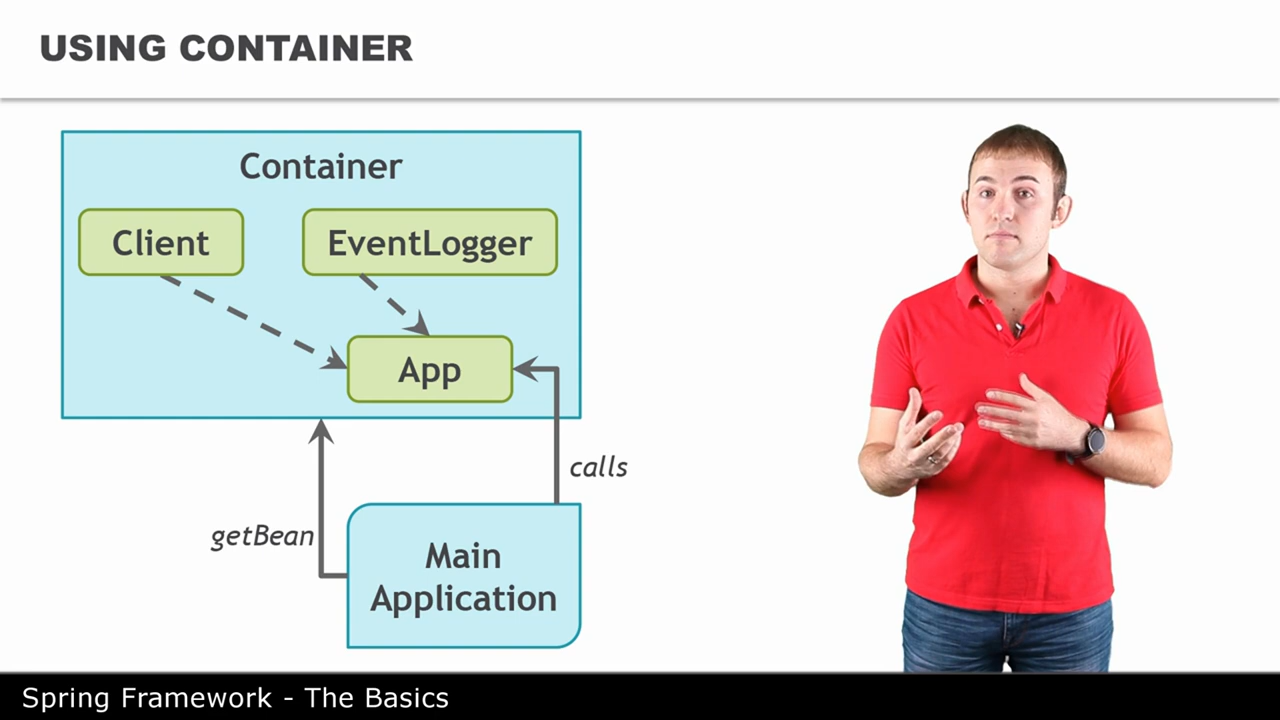 USING CONTAINER
Container
Client
EventLogger
App
calls
getBean
Main
Application
Spring Framework - The Basics